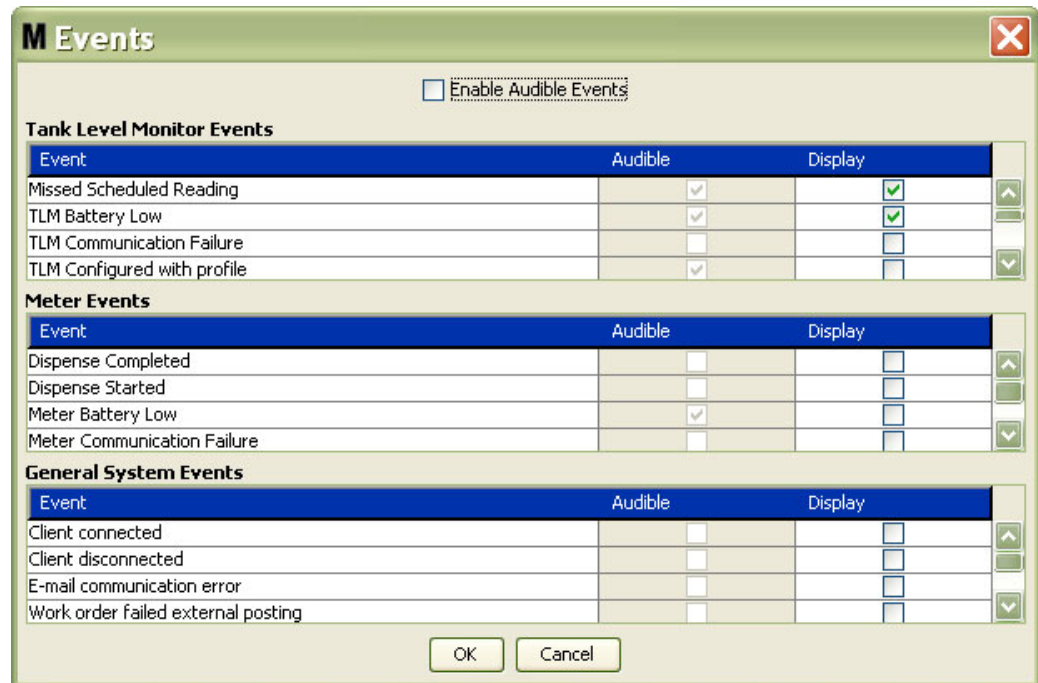 M Events
Enable Audible Events
Tank Level Monitor Events
Event Audible Display
Missed Scheduled Reading
TLM Battery Low
TLM Communication Failure
TLM Configured with profile
Meter Events
Event Audible Display
Dispense Completed
Dispense Started
Meter Battery Low
Meter Communication Failure
General System Events
Event Audible Display
Client connected
Client disconnected
E-mail communication error
Work order failed external posting
OK Cancel